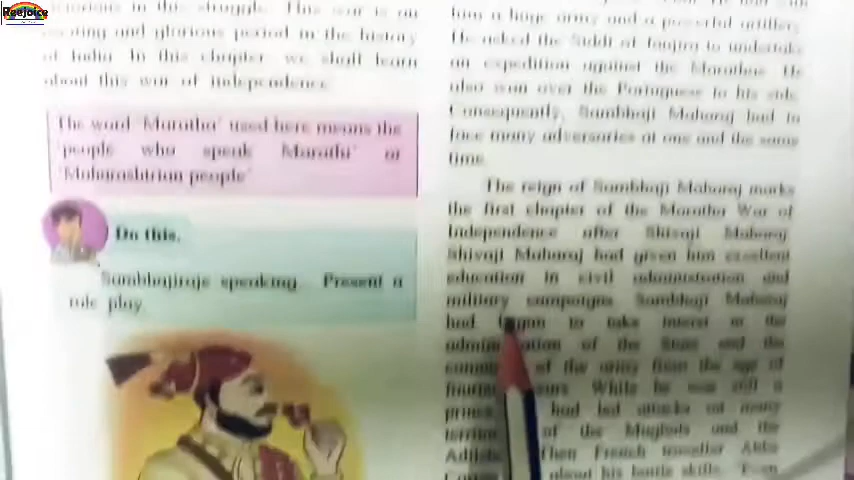 Reejoice
in this struggle. This war is an
exciting and glorious period in the history
of India. In this chapter, we shall learn
about this war of independence.
The word 'Maratha' used here means the
'people who speak Marathi' or
'Maharashtrian people'
Do this.
Sambhajiraje speaking. Present a
role play.
him a huge army and a powerful artillery.
He asked the Siddi of Janjira to undertake
an expedition against the Marathas. He
also won over the Portuguese to his side.
Consequently, Sambhaji Maharaj had to
face many adversaries at one and the same
time.
The reign of Sambhaji Maharaj marks
the first chapter of the Maratha War of
Independence after Shivaji Maharaj.
Shivaji Maharaj had given him excellent
education in civil administration and
military campaigns. Sambhaji Maharaj
had to take interest in the
of the State and the
of the army from the age of
While he was still a
had led attacks on many
of the Mughals and the
Then French traveller Abbe
about his battle skills, 'Even